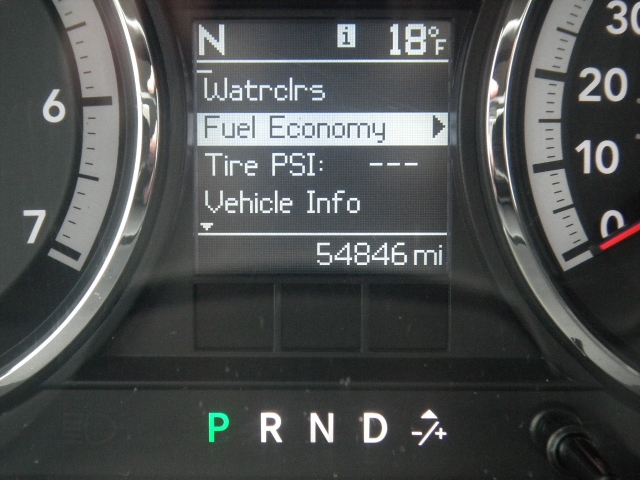 N i 18°F
Watrclrs
Fuel Economy
Tire PSI: ---
Vehicle Info
54846 mi
6
7
30
20
10
0
P R N D -/+